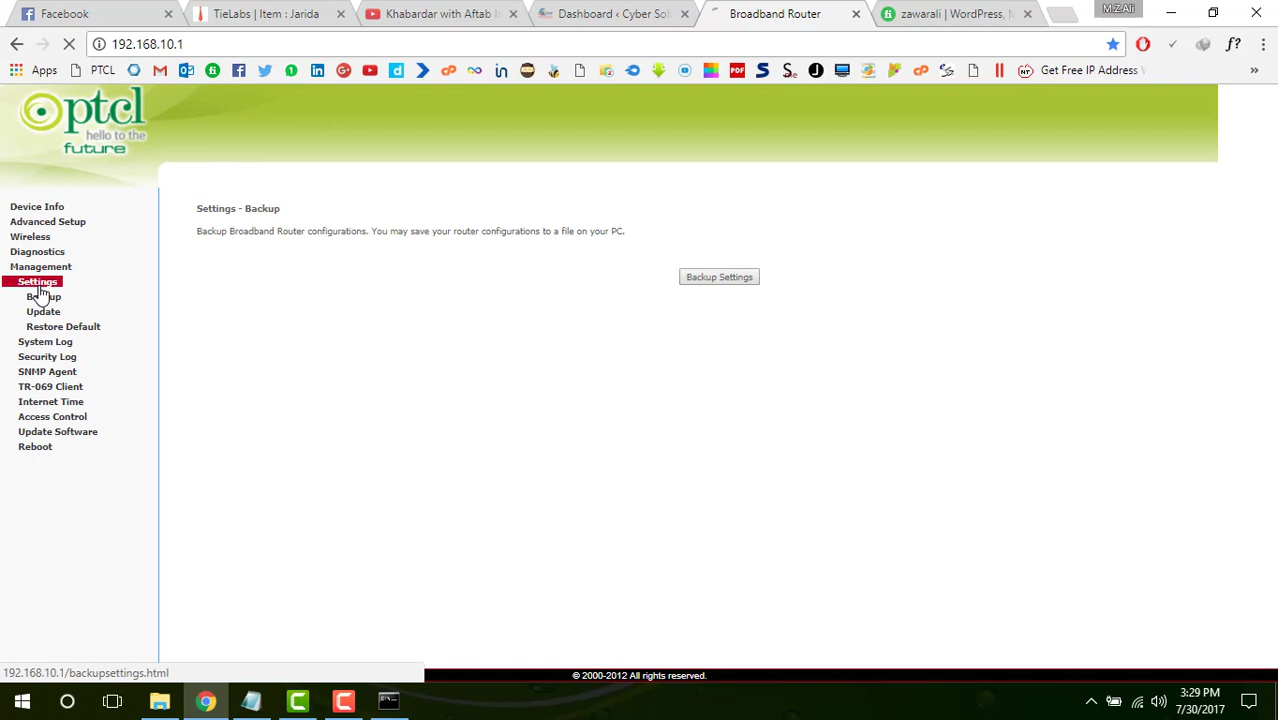 Facebook
TieLabs | Item : Jarida
Khabardar with Aftab I
Dashboard ‹ Cyber Sol
Broadband Router
zawarali | WordPress, M
M.Z.Ali
192.168.10.1
f?
Apps
PTCL
Get Free IP Address
ptcl
hello to the
future
Device Info
Advanced Setup
Wireless
Diagnostics
Management
Settings
Backup
Update
Restore Default
System Log
Security Log
SNMP Agent
TR-069 Client
Internet Time
Access Control
Update Software
Reboot
Settings - Backup
Backup Broadband Router configurations. You may save your router configurations to a file on your PC.
Backup Settings
192.168.10.1/backupsettings.html
© 2000-2012 All rights reserved.
3:29 PM
7/30/2017